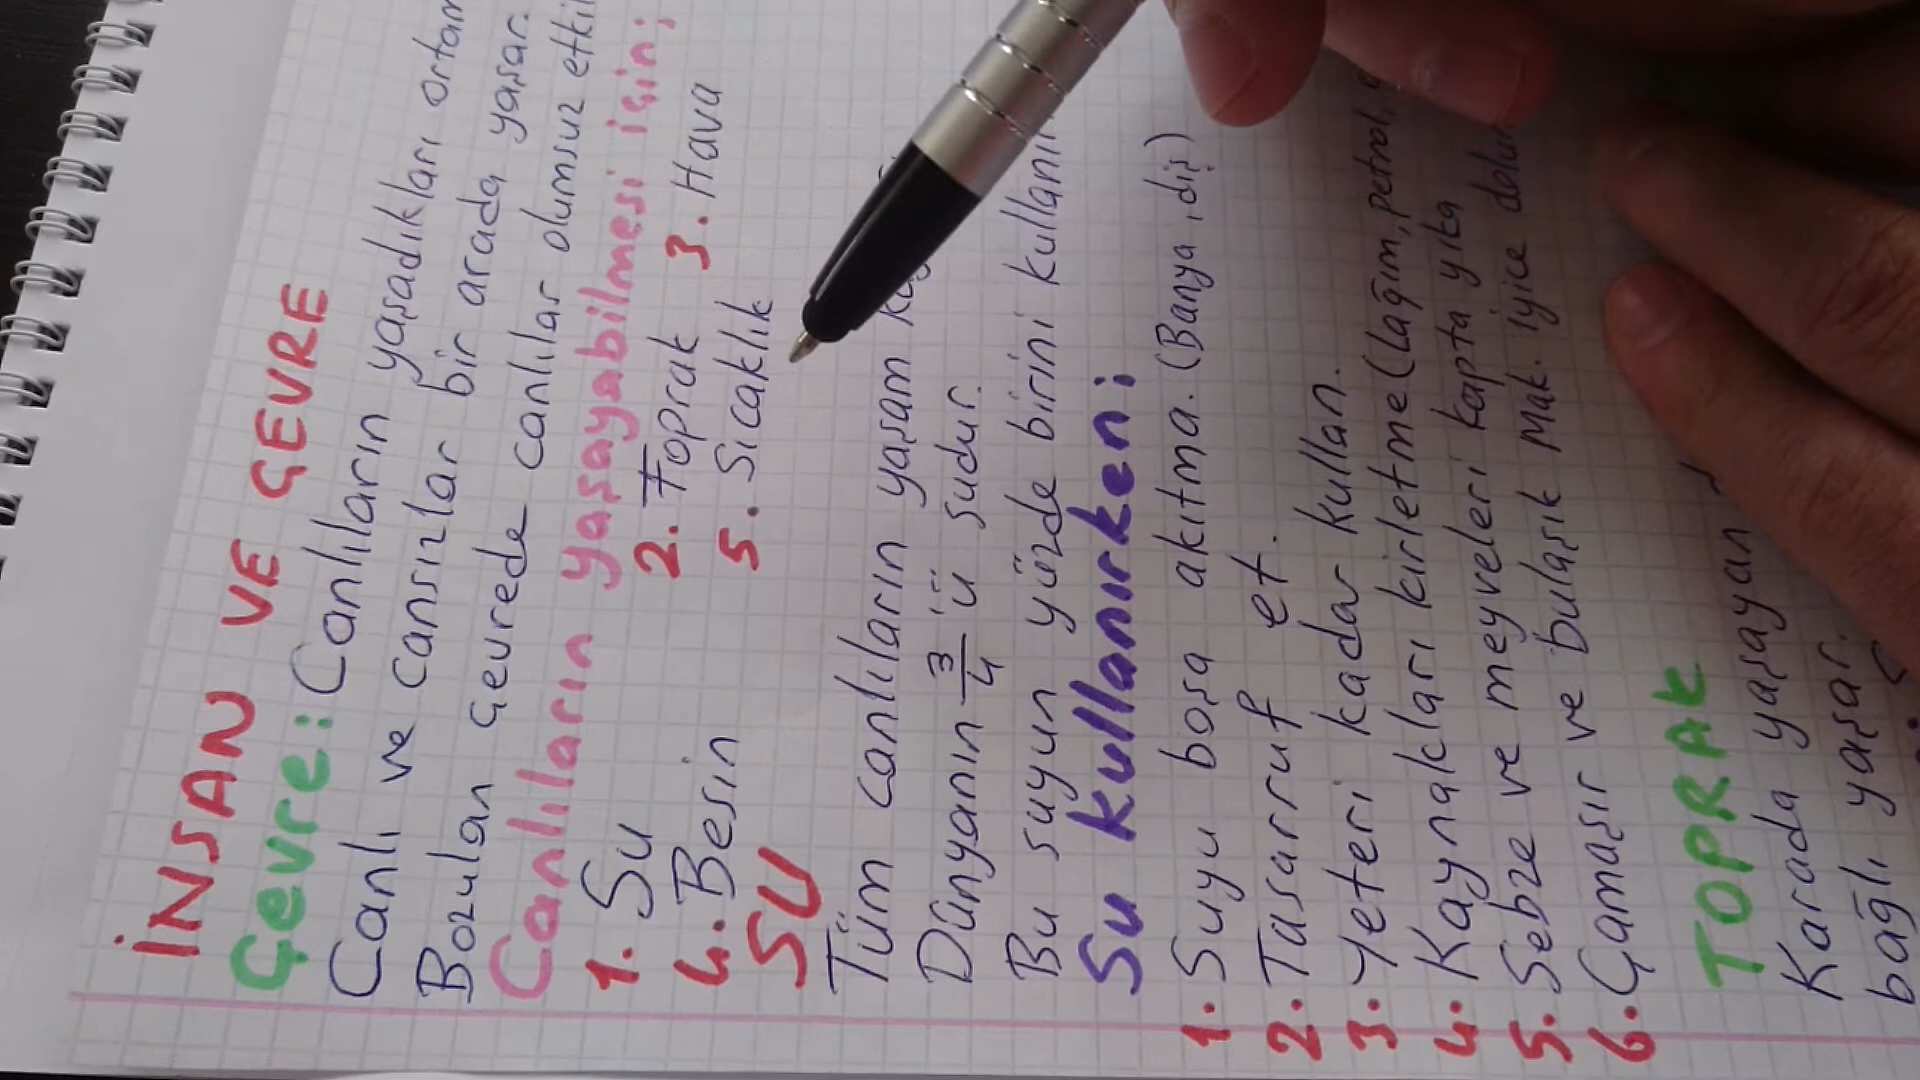 İNSAN VE ÇEVRE
Çevre: Canlıların yaşadıkları ortam
Canlı ve cansızlar bir arada yaşar.
Bozulan çevrede canlılar olumsuz etkil
Canlıların yaşayabilmesi için;
1. Su 2. Toprak 3. Hava
4. Besin 5. Sıcaklık
SU
Tüm canlıların yaşam
Dünyanın 3/4 'ü sudur.
Bu suyun yüzde birini kullanı
Su kullanırken:
1. Suyu boşa akıtma. (Banyo, diş)
2. Tasarruf et.
3. Yeteri kadar kullan.
4. Kaynakları kirletme (Lağım, petrol,
5. Sebze ve meyveleri kapta yıka
6. Çamaşır ve bulaşık mak. iyice
TOPRAK
Karada yaşayan
bağlı yaşar.